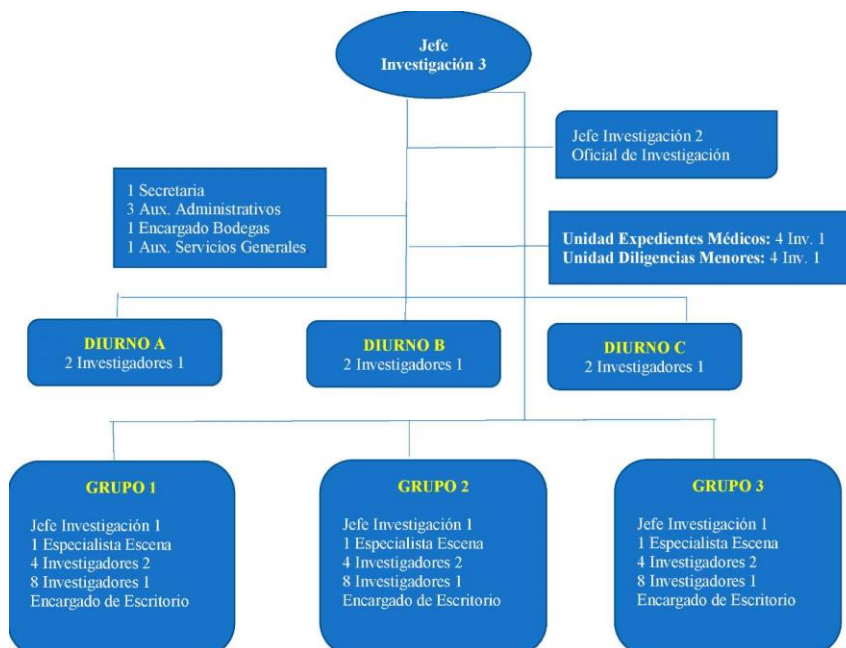 Jefe
Investigación 3
Jefe Investigación 2
Oficial de Investigación
1 Secretaria
3 Aux. Administrativos
1 Encargado Bodegas
1 Aux. Servicios Generales
Unidad Expedientes Médicos: 4 Inv. 1
Unidad Diligencias Menores: 4 Inv. 1
DIURNO A
2 Investigadores 1
DIURNO B
2 Investigadores 1
DIURNO C
2 Investigadores 1
GRUPO 1
Jefe Investigación 1
1 Especialista Escena
4 Investigadores 2
8 Investigadores 1
Encargado de Escritorio
GRUPO 2
Jefe Investigación 1
1 Especialista Escena
4 Investigadores 2
8 Investigadores 1
Encargado de Escritorio
GRUPO 3
Jefe Investigación 1
1 Especialista Escena
4 Investigadores 2
8 Investigadores 1
Encargado de Escritorio